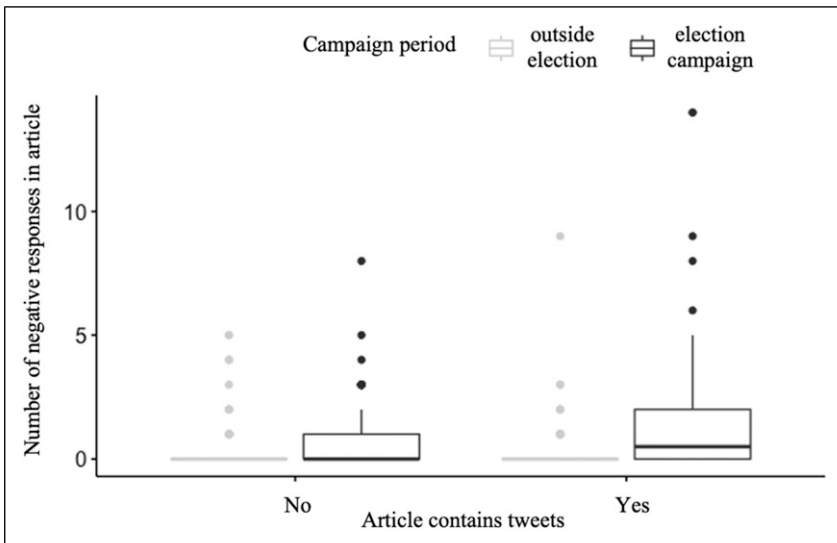 Campaign period
outside
election
election
campaign
Number of negative responses in article
10
5
0
No
Yes
Article contains tweets